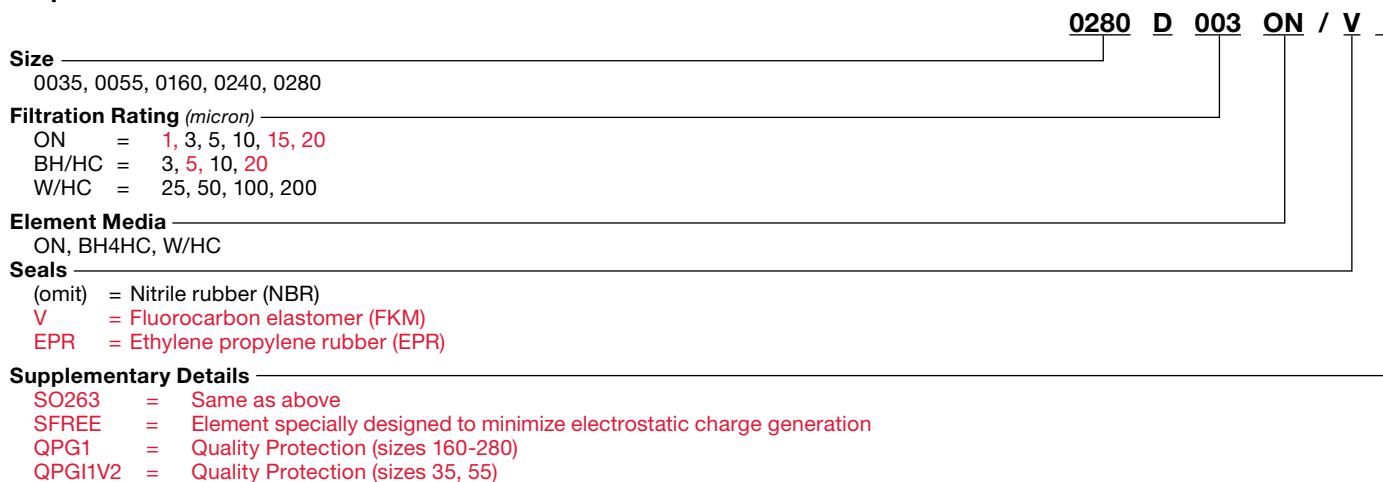 0280 D 003 ON / V
Size
0035, 0055, 0160, 0240, 0280
Filtration Rating (micron)
ON = 1, 3, 5, 10, 15, 20
BH/HC = 3, 5, 10, 20
W/HC = 25, 50, 100, 200
Element Media
ON, BH4HC, W/HC
Seals
(omit) = Nitrile rubber (NBR)
V = Fluorocarbon elastomer (FKM)
EPR = Ethylene propylene rubber (EPR)
Supplementary Details
SO263 = Same as above
SFREE = Element specially designed to minimize electrostatic charge generation
QPG1 = Quality Protection (sizes 160-280)
QPGI1V2 = Quality Protection (sizes 35, 55)